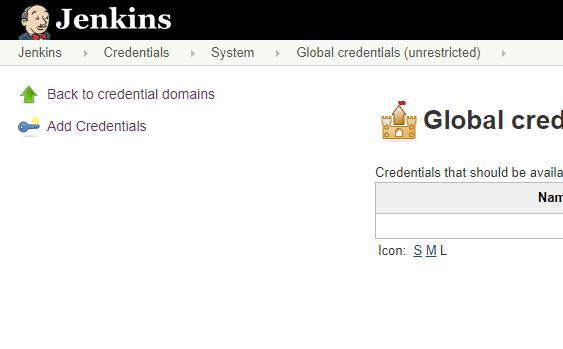 Jenkins
Jenkins Credentials System Global credentials (unrestricted)
Back to credential domains
Add Credentials
Global cred
Credentials that should be availa
Nam
Icon: S M L